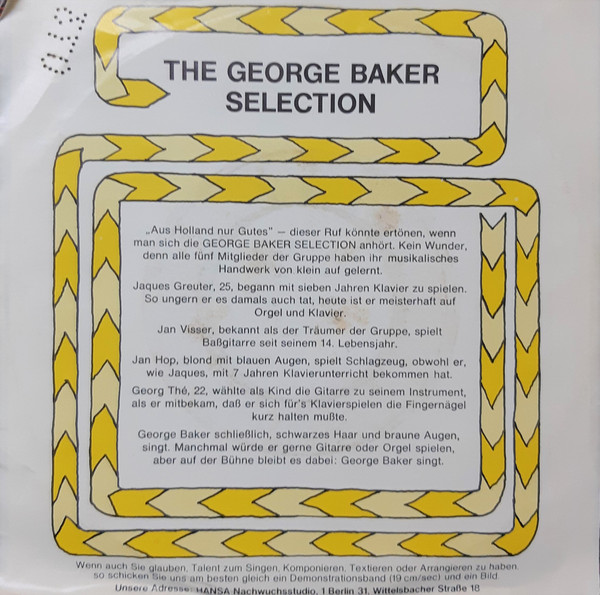 THE GEORGE BAKER
SELECTION
„Aus Holland nur Gutes" — dieser Ruf könnte ertönen, wenn
man sich die GEORGE BAKER SELECTION anhört. Kein Wunder,
denn alle fünf Mitglieder der Gruppe haben ihr musikalisches
Handwerk von klein auf gelernt.
Jaques Greuter, 25, begann mit sieben Jahren Klavier zu spielen.
So ungern er es damals auch tat, heute ist er meisterhaft auf
Orgel und Klavier.
Jan Visser, bekannt als der Träumer der Gruppe, spielt
Baßgitarre seit seinem 14. Lebensjahr.
Jan Hop, blond mit blauen Augen, spielt Schlagzeug, obwohl er,
wie Jaques, mit 7 Jahren Klavierunterricht bekommen hat.
Georg Thé, 22, wählte als Kind die Gitarre zu seinem Instrument,
als er mitbekam, daß er sich für's Klavierspielen die Fingernägel
kurz halten mußte.
George Baker schließlich, schwarzes Haar und braune Augen,
singt. Manchmal würde er gerne Gitarre oder Orgel spielen,
aber auf der Bühne bleibt es dabei: George Baker singt.
Wenn auch Sie glauben, Talent zum Singen, Komponieren, Textieren oder Arrangieren zu haben,
so schicken Sie uns am besten gleich ein Demonstrationsband (19 cm/sec) und ein Bild.
Unsere Adresse: HANSA Nachwuchsstudio, 1 Berlin 31, Wittelsbacher Straße 18